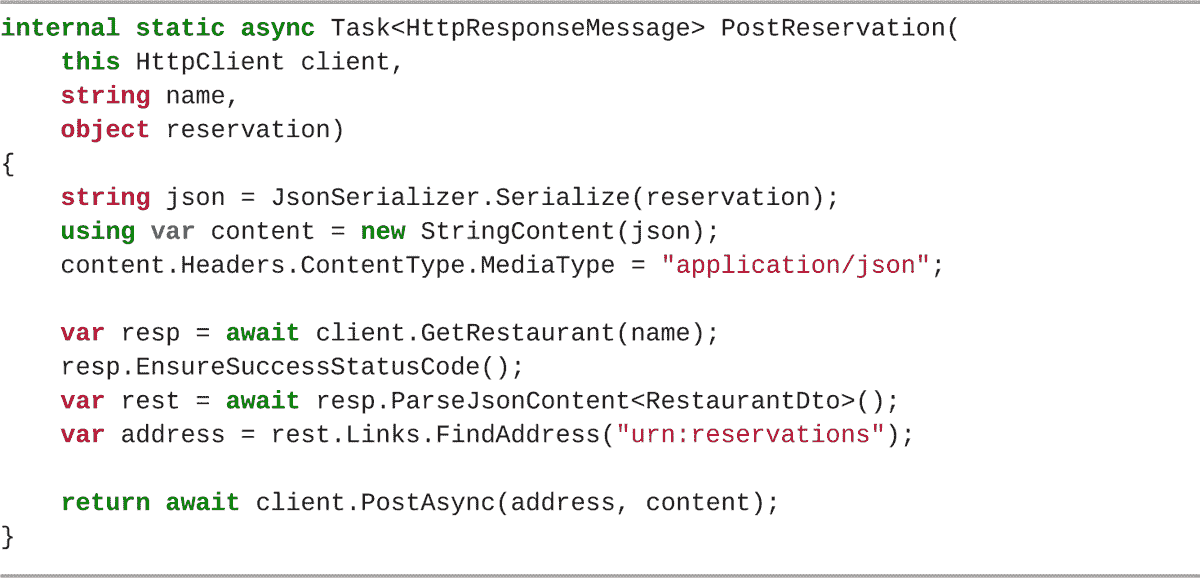 internal static async Task<HttpResponseMessage> PostReservation(
    this HttpClient client,
    string name,
    object reservation)
{
    string json = JsonSerializer.Serialize(reservation);
    using var content = new StringContent(json);
    content.Headers.ContentType.MediaType = "application/json";

    var resp = await client.GetRestaurant(name);
    resp.EnsureSuccessStatusCode();
    var rest = await resp.ParseJsonContent<RestaurantDto>();
    var address = rest.Links.FindAddress("urn:reservations");

    return await client.PostAsync(address, content);
}